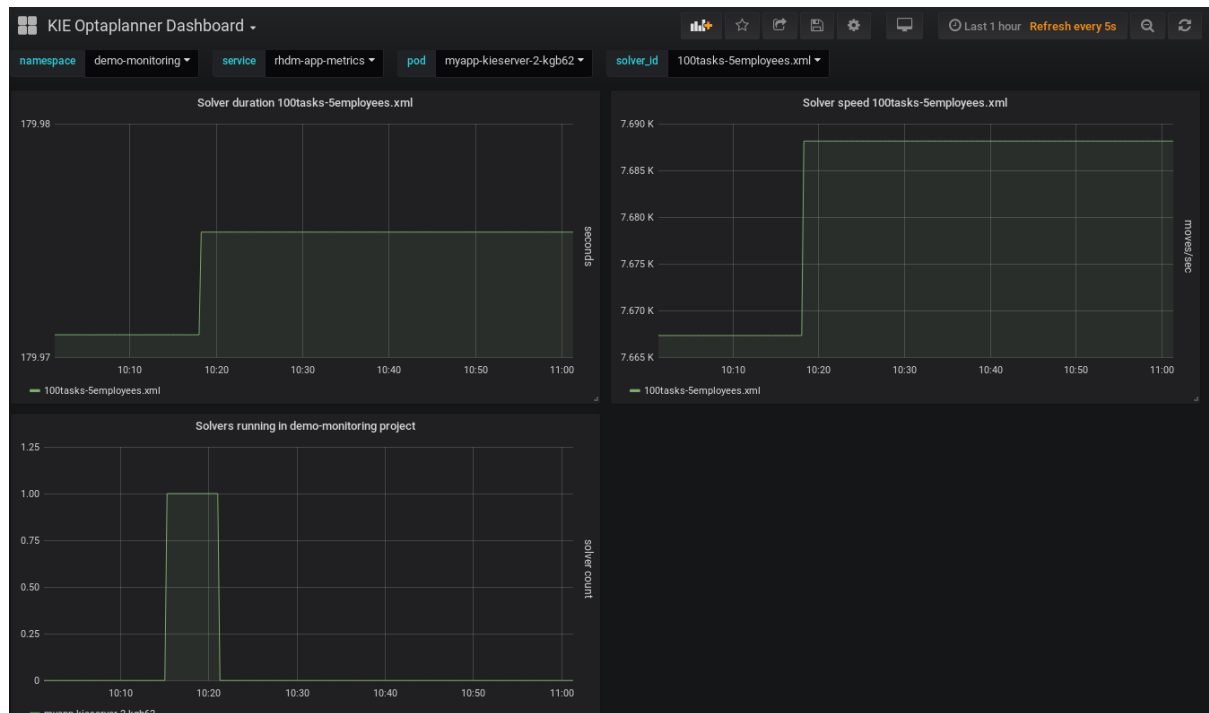 KIE Optaplanner Dashboard
Last 1 hour Refresh every 5s
namespace demo-monitoring service rhdm-app-metrics pod myapp-kieserver-2-kgb62 solver_id 100tasks-5employees.xml
Solver duration 100tasks-5employees.xml
179.98
179.97
seconds
10:10 10:20 10:30 10:40 10:50 11:00
100tasks-5employees.xml
Solver speed 100tasks-5employees.xml
7.690 K
7.685 K
7.680 K
7.675 K
7.670 K
7.665 K
moves/sec
10:10 10:20 10:30 10:40 10:50 11:00
100tasks-5employees.xml
Solvers running in demo-monitoring project
1.25
1.00
0.75
0.50
0.25
0
solver count
10:10 10:20 10:30 10:40 10:50 11:00
myapp-kieserver-2-kgb62